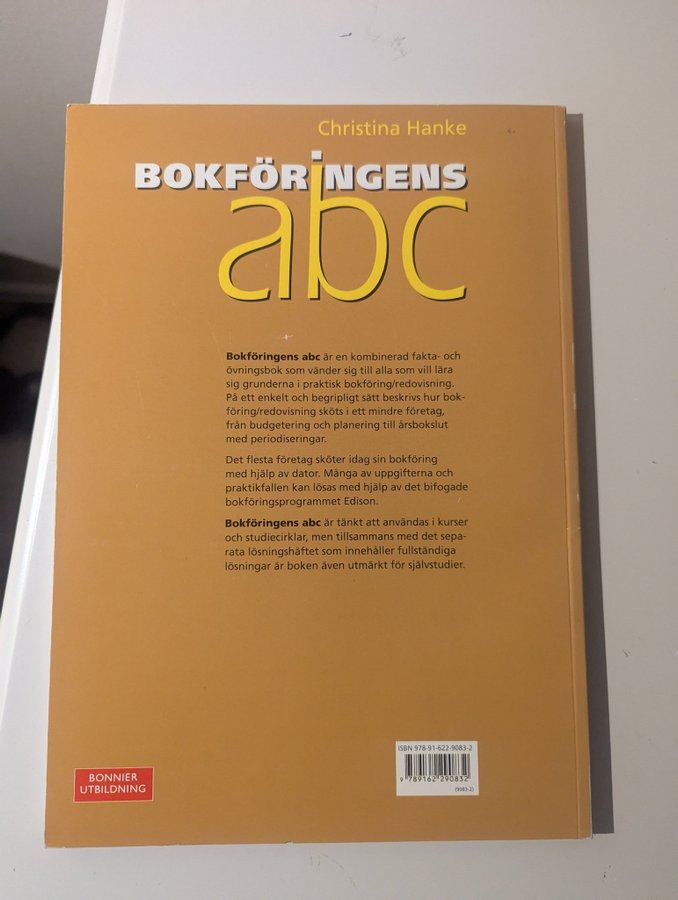 Christina Hanke
BOKFÖRINGENS
abc
Bokföringens abc är en kombinerad fakta- och
övningsbok som vänder sig till alla som vill lära
sig grunderna i praktisk bokföring/redovisning.
På ett enkelt och begripligt sätt beskrivs hur bok-
föring/redovisning sköts i ett mindre företag,
från budgetering och planering till årsbokslut
med periodiseringar.
Det flesta företag sköter idag sin bokföring
med hjälp av dator. Många av uppgifterna och
praktikfallen kan lösas med hjälp av det bifogade
bokföringsprogrammet Edison.
Bokföringens abc är tänkt att användas i kurser
och studiecirklar, men tillsammans med det sepa-
rata lösningshäftet som innehåller fullständiga
lösningar är boken även utmärkt för självstudier.
ISBN 978-91-622-9083-2
9 789162 290832
(9083-2)
BONNIER
UTBILDNING